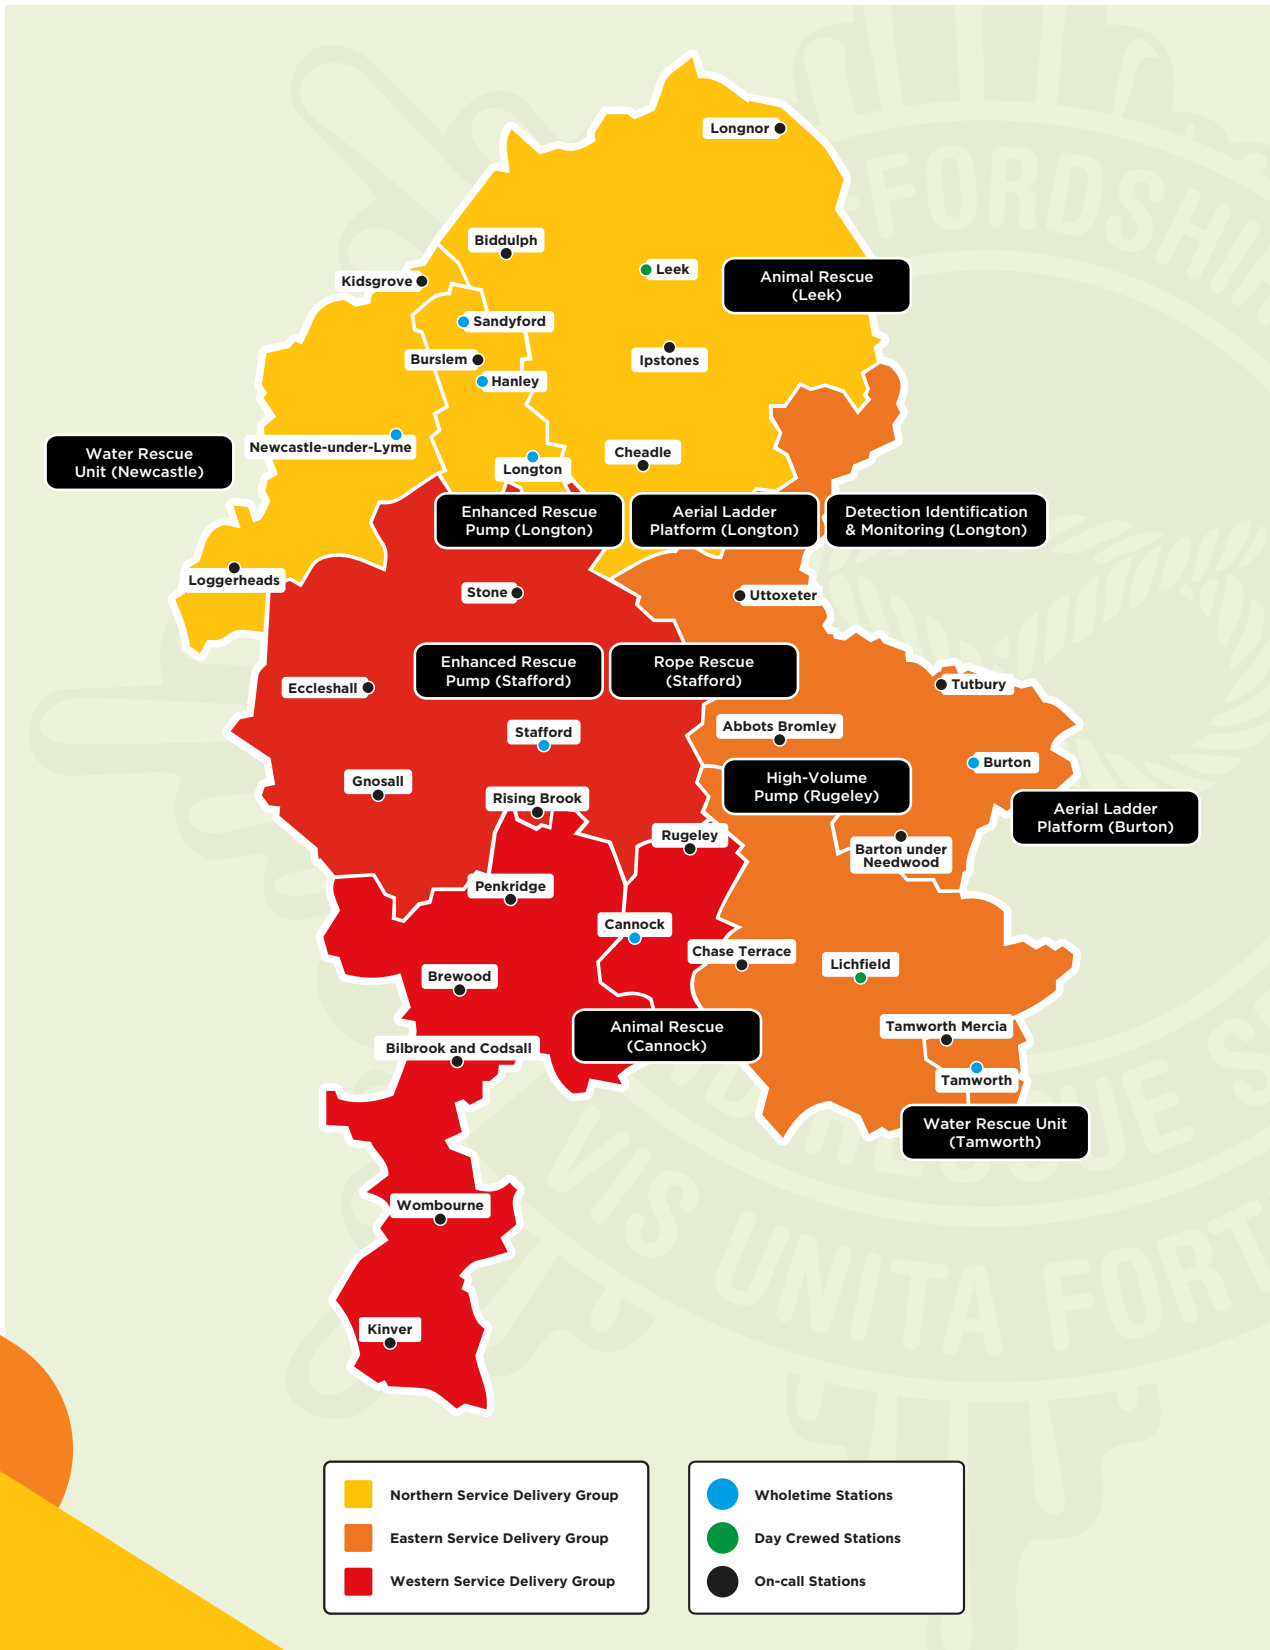 FFORDSHIR
Longnor
Biddulph
Leek
Animal Rescue
(Leek)
Kidsgrove
Sandyford
Burslem
Ipstones
Hanley
Newcastle-under-Lyme
Water Rescue
Unit (Newcastle)
Cheadle
Longton
Enhanced Rescue
Pump (Longton)
Aerial Ladder
Platform (Longton)
Detection Identification
& Monitoring (Longton)
Loggerheads
Stone
Uttoxeter
Enhanced Rescue
Pump (Stafford)
Rope Rescue
(Stafford)
Eccleshall
Tutbury
Stafford
Abbots Bromley
Burton
Gnosall
High-Volume
Pump (Rugeley)
Rising Brook
Aerial Ladder
Platform (Burton)
Rugeley
Barton under
Needwood
Penkridge
Cannock
Chase Terrace
Lichfield
Brewood
Animal Rescue
(Cannock)
Tamworth Mercia
Bilbrook and Codsall
Tamworth
Water Rescue Unit
(Tamworth)
RESCUE S
VIS UNITA FORT
Wombourne
Kinver
Northern Service Delivery Group
Eastern Service Delivery Group
Western Service Delivery Group
Wholetime Stations
Day Crewed Stations
On-call Stations